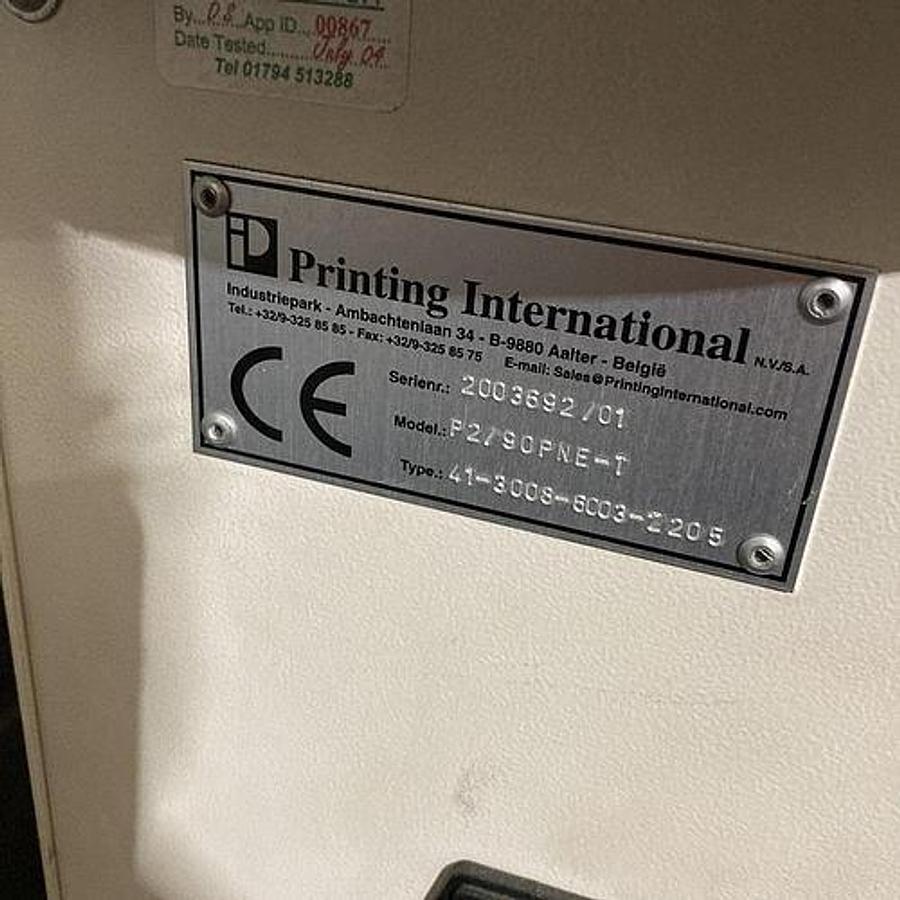 By...P.S...App ID...00867....
Date Tested..........July 04
Tel 01794 513288
Printing International N.V./S.A.
Industriepark - Ambachtenlaan 34 - B-9880 Aalter - België
Tel.: +32/9-325 85 85 - Fax: +32/9-325 85 75 E-mail: Sales@PrintingInternational.com
CE
Serienr.: 2003692/01
Model.: P2/90PNE-T
Type.: 41-3008-6003-2205